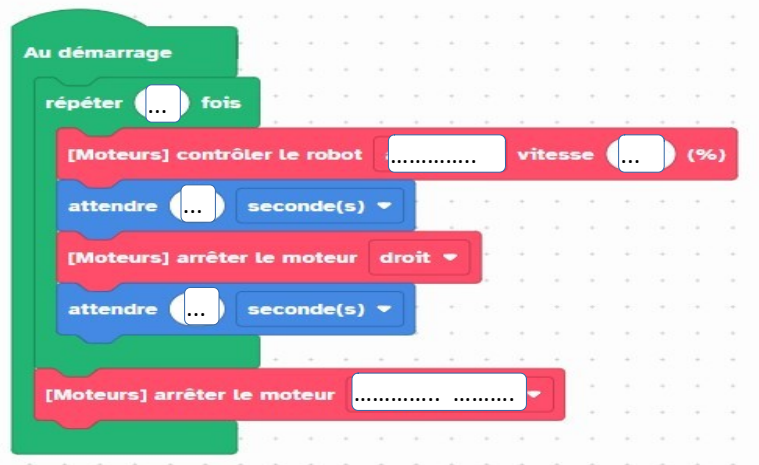 Au démarrage
répéter ... fois
[Moteurs] contrôler le robot ............. vitesse ... (%)
attendre ... seconde(s)
[Moteurs] arrêter le moteur droit
attendre ... seconde(s)
[Moteurs] arrêter le moteur ............. ..........